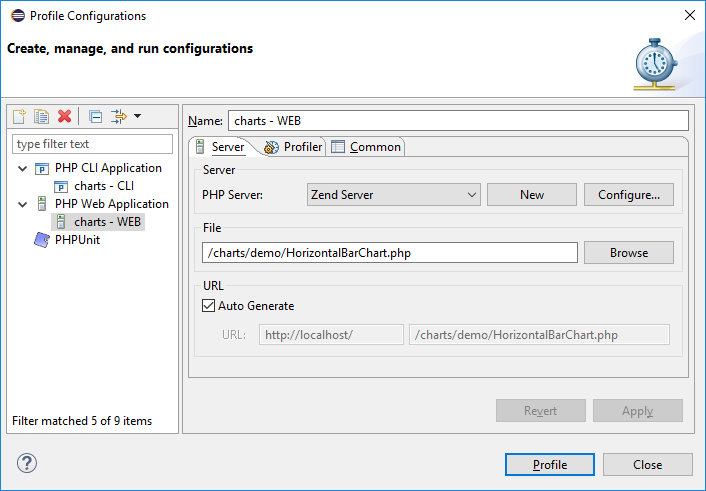 Profile Configurations
Create, manage, and run configurations
type filter text
PHP CLI Application
charts - CLI
PHP Web Application
charts - WEB
PHPUnit
Filter matched 5 of 9 items
Name: charts - WEB
Server Profiler Common
Server
PHP Server: Zend Server New Configure...
File
/charts/demo/HorizontalBarChart.php Browse
URL
Auto Generate
URL: http://localhost/ /charts/demo/HorizontalBarChart.php
Revert Apply
Profile Close